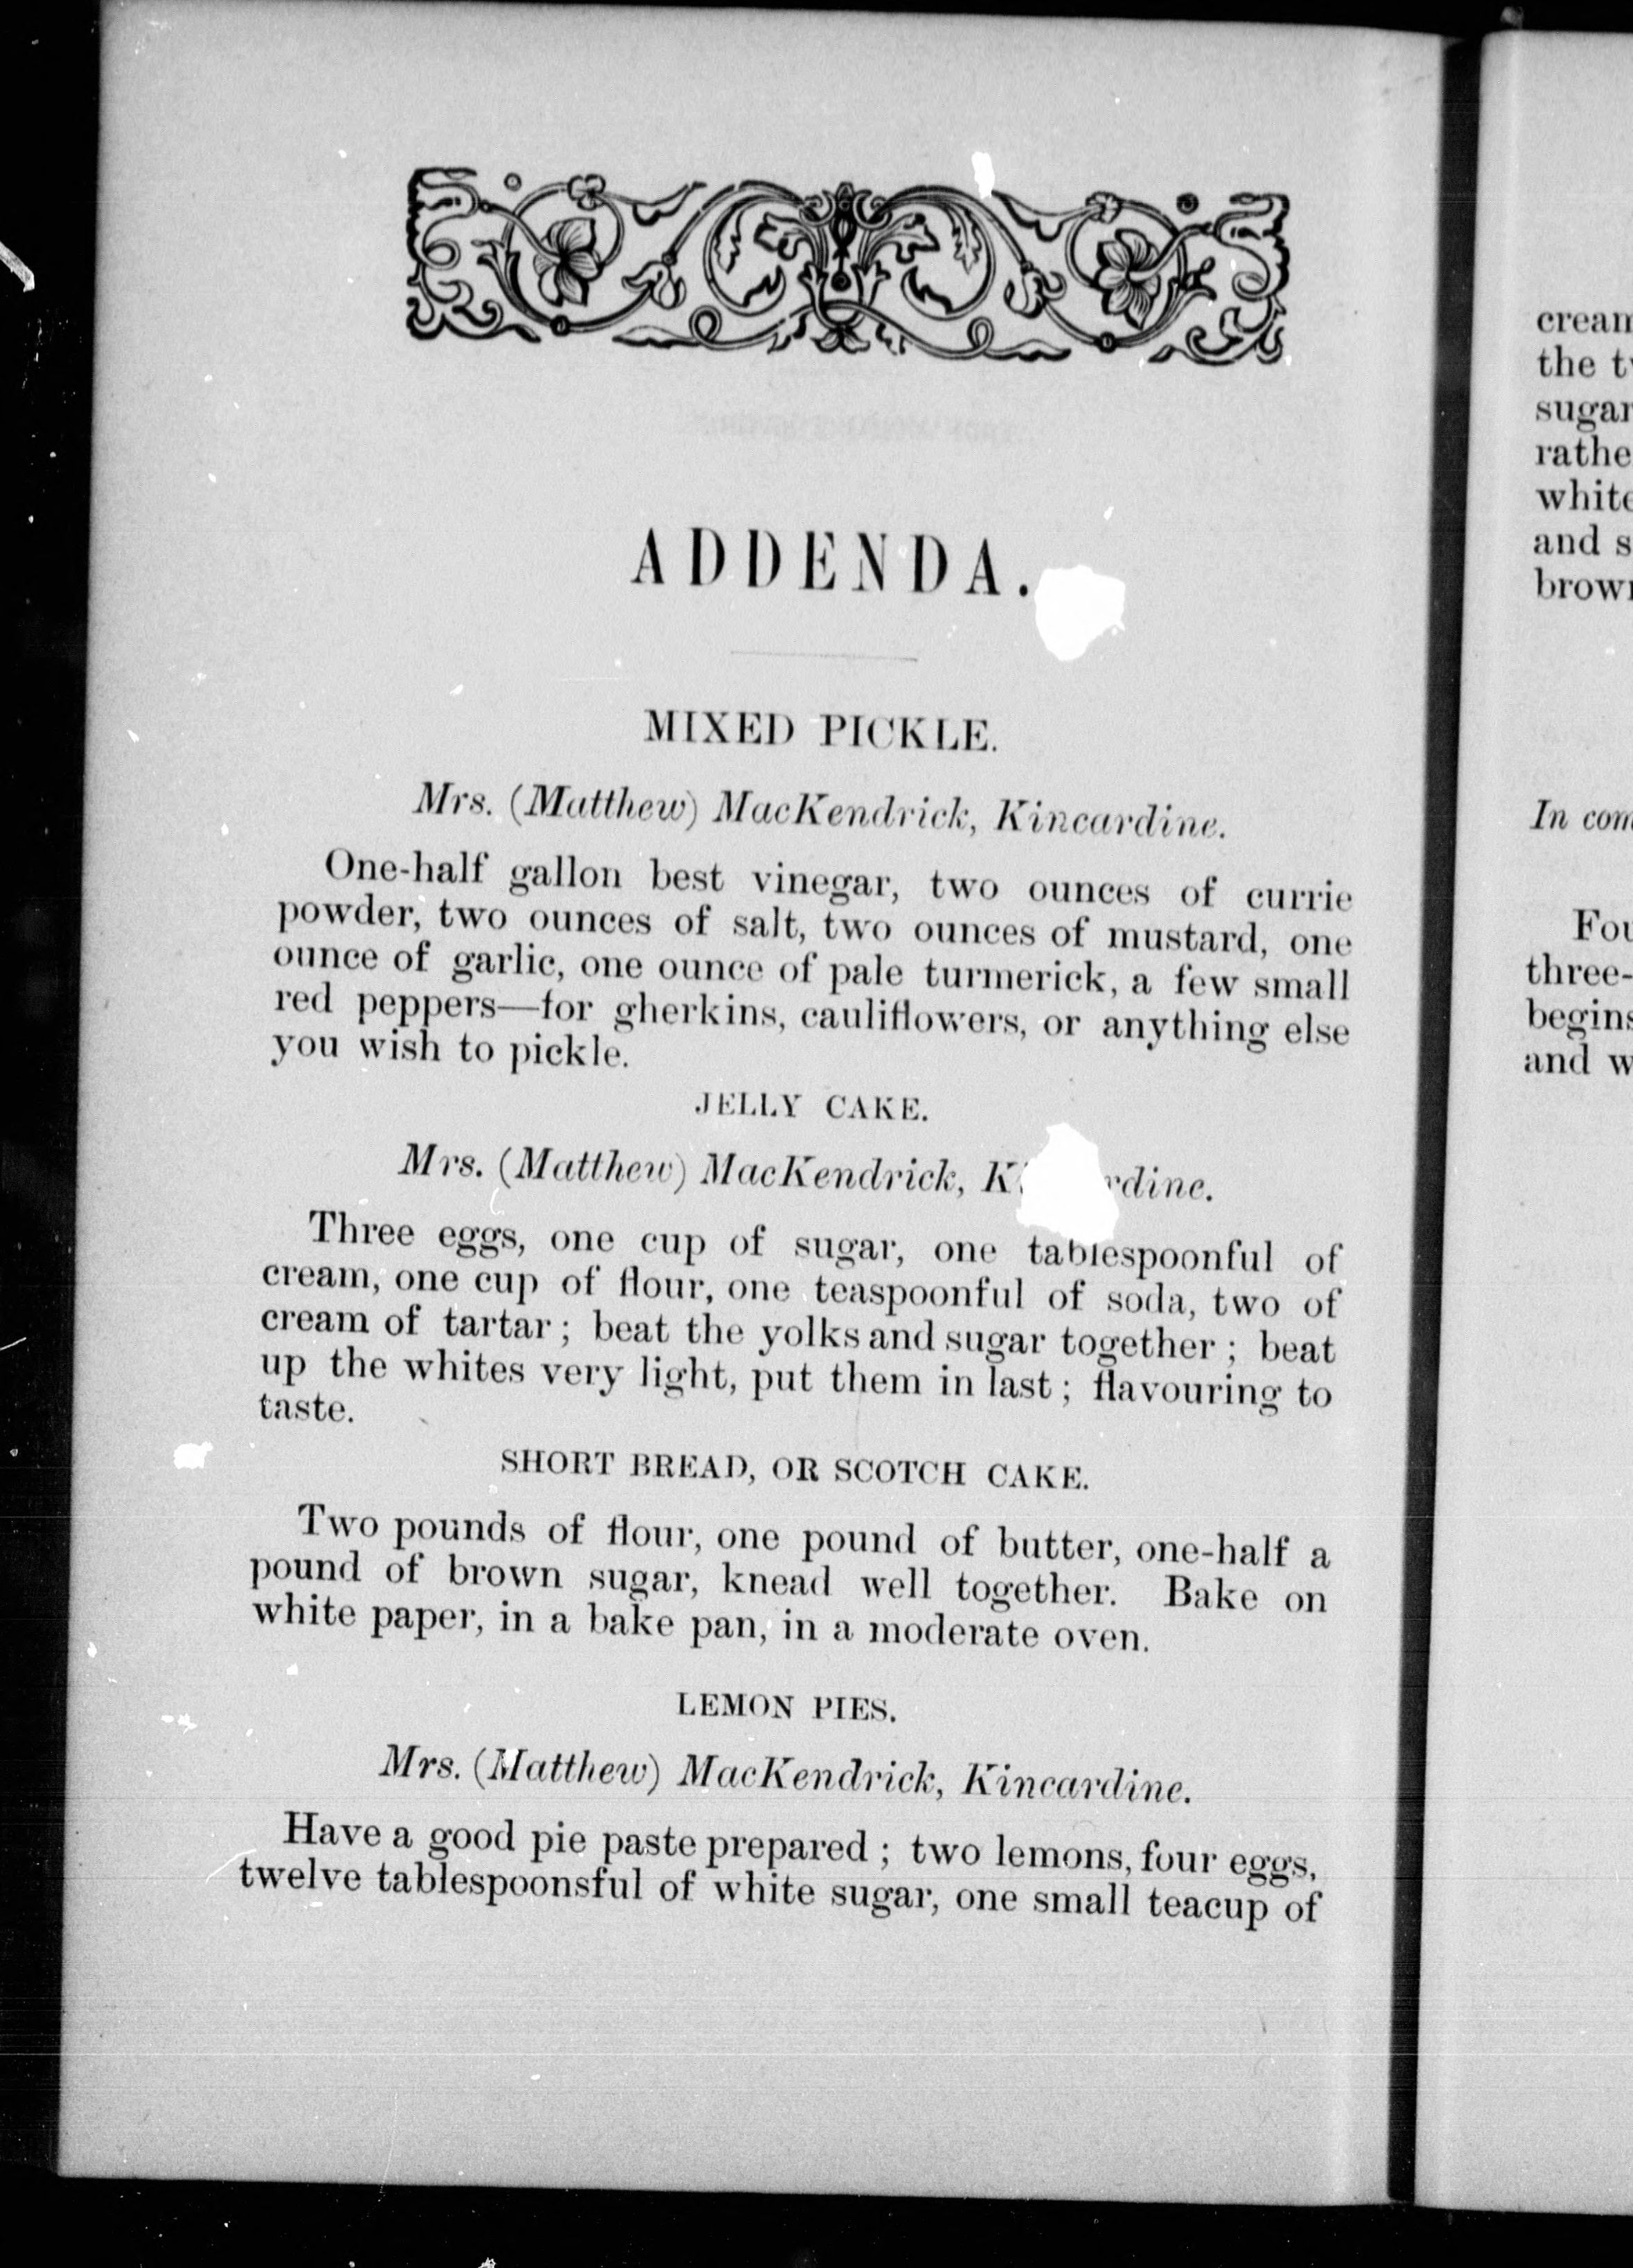 ADDENDA.
MIXED PICKLE.
Mrs. (Matthew) MacKendrick, Kincardine.
One-half gallon best vinegar, two ounces of currie
powder, two ounces of salt, two ounces of mustard, one
ounce of garlic, one ounce of pale turmerick, a few small
red peppers—for gherkins, cauliflowers, or anything else
you wish to pickle.
JELLY CAKE.
Mrs. (Matthew) MacKendrick,
Three eggs, one cup of sugar, one tablespoonful of
cream, one cup of flour, one teaspoonful of soda, two of
cream of tartar ; beat the yolks and sugar together ; beat
up the whites very light, put them in last ; flavouring to
taste.
SHORT BREAD, OR SCOTCH CAKE.
Two pounds of flour, one pound of butter, one-half a
pound of brown sugar, knead well together. Bake on
white paper, in a bake pan, in a moderate oven.
LEMON PIES.
Mrs. (Matthew) MacKendrick, Kincardine.
Have a good pie paste prepared ; two lemons, four eggs,
twelve tablespoonsful of white sugar, one small teacup of
the
and
In
three-
and